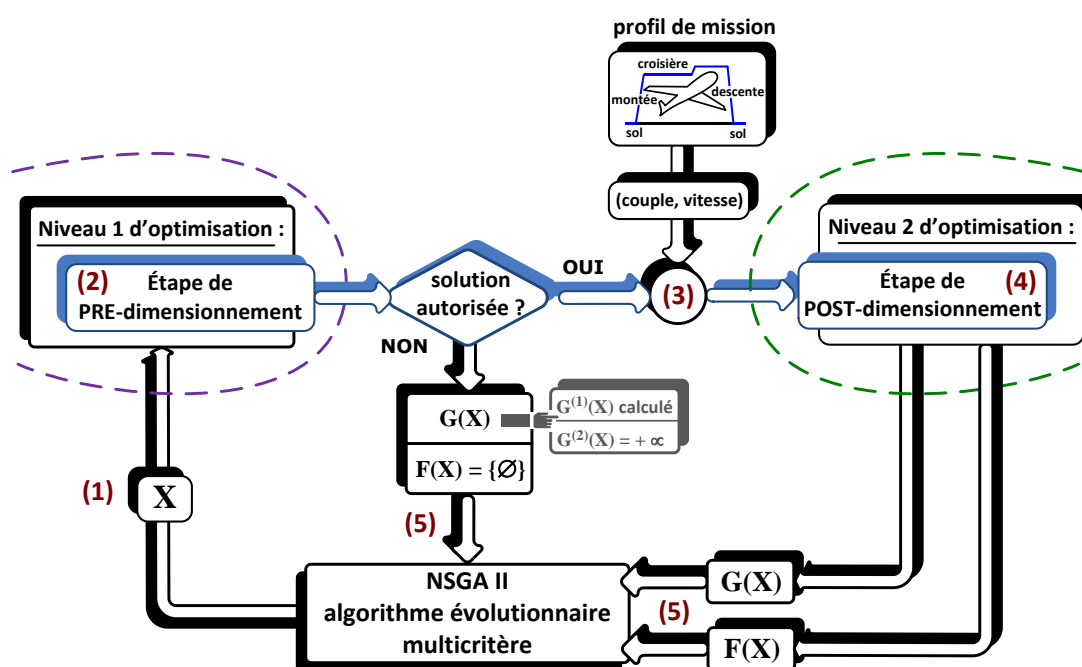 profil de mission
croisière
montée
descente
sol
sol
(couple, vitesse)
Niveau 1 d’optimisation :
(2)
Étape de
PRE-dimensionnement
solution
autorisée ?
OUI
NON
(3)
Niveau 2 d’optimisation :
Étape de
(4)
POST-dimensionnement
G(X)
F(X) = {∅}
G⁽¹⁾(X) calculé
G⁽²⁾(X) = + ∝
(1)
X
(5)
NSGA II
algorithme évolutionnaire
multicritère
G(X)
(5)
F(X)